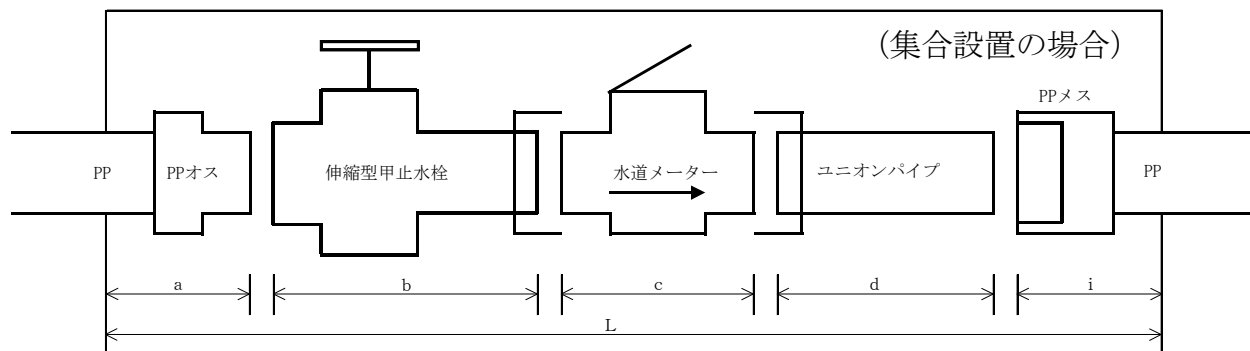 (集合設置の場合)
PPメス
PP
PPオス
伸縮型甲止水栓
水道メーター
ユニオンパイプ
PP
a
b
c
d
i
L